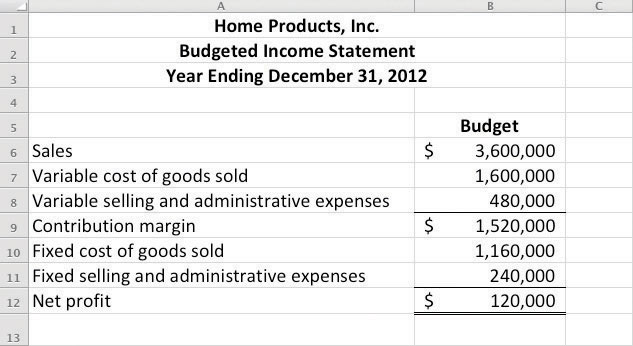 A B C
1 Home Products, Inc.
2 Budgeted Income Statement
3 Year Ending December 31, 2012
4
5 Budget
6 Sales $ 3,600,000
7 Variable cost of goods sold 1,600,000
8 Variable selling and administrative expenses 480,000
9 Contribution margin $ 1,520,000
10 Fixed cost of goods sold 1,160,000
11 Fixed selling and administrative expenses 240,000
12 Net profit $ 120,000
13